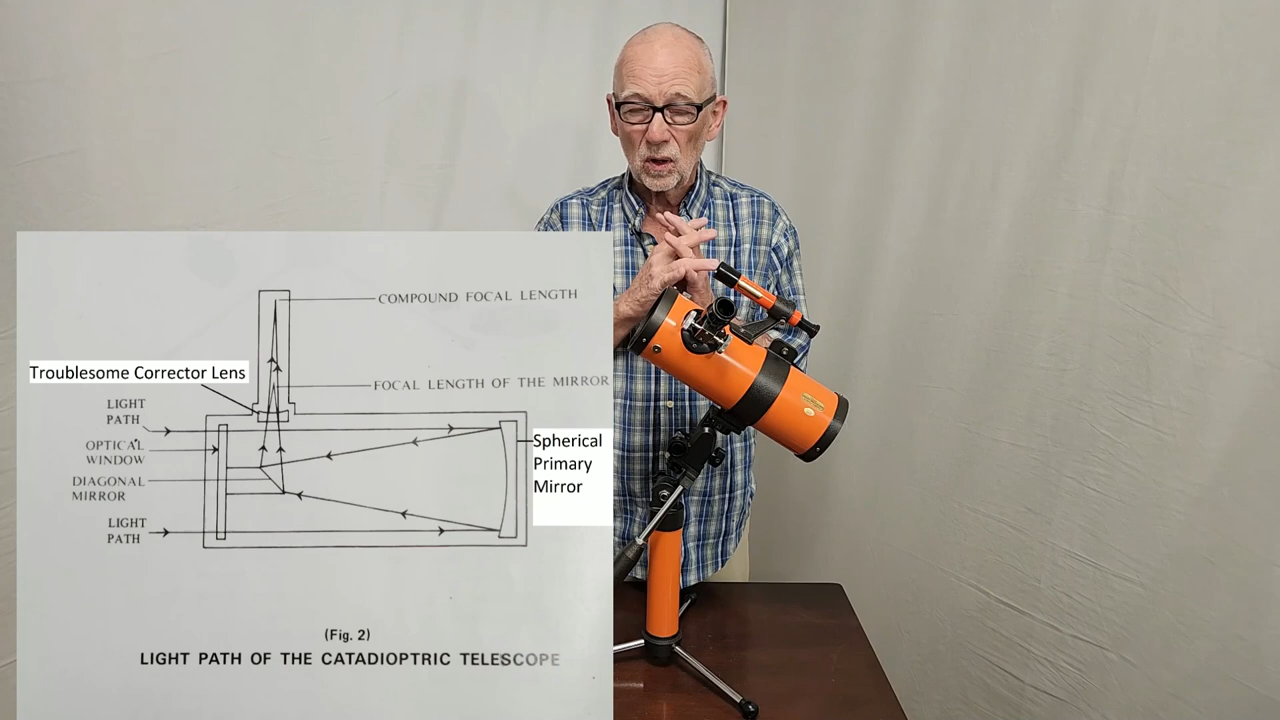 COMPOUND FOCAL LENGTH
Troublesome Corrector Lens
FOCAL LENGTH OF THE MIRROR
LIGHT
PATH
OPTICAL
WINDOW
DIAGONAL
MIRROR
LIGHT
PATH
Spherical
Primary
Mirror
(Fig. 2)
LIGHT PATH OF THE CATADIOPTRIC TELESCOPE